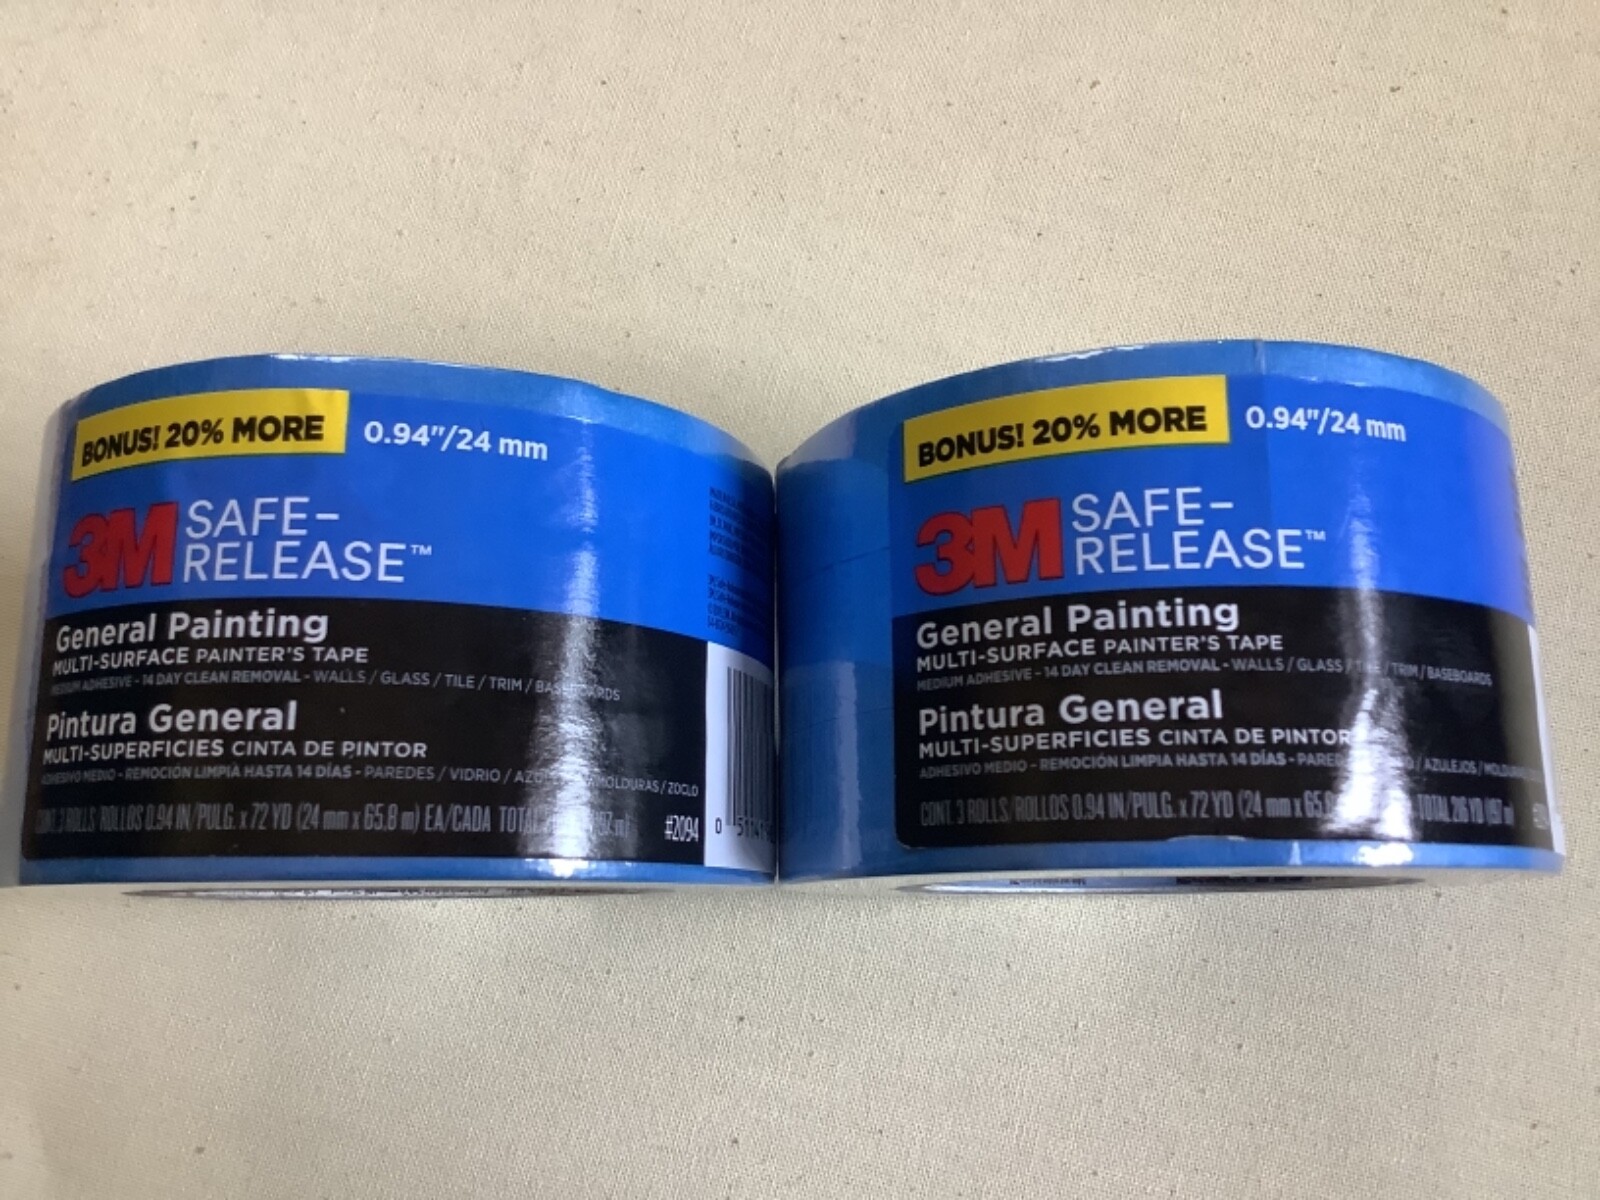 BONUS! 20% MORE
0.94"/24 mm
3M SAFE-
RELEASE™
General Painting
MULTI-SURFACE PAINTER'S TAPE
MEDIUM ADHESIVE - 14 DAY CLEAN REMOVAL - WALLS / GLASS / TILE / TRIM / BASEBOARDS
Pintura General
MULTI-SUPERFICIES CINTA DE PINTOR
ADHESIVO MEDIO - REMOCIÓN LIMPIA HASTA 14 DÍAS - PAREDES / VIDRIO / MOLDURAS / ZOCLO
CONT. 3 ROLLS/ROLLOS 0.94 IN/PULG. x 72 YD (24 mm x 65.8 m) EA/CADA TOTAL
#2094
0
BONUS! 20% MORE
0.94"/24 mm
3M SAFE-
RELEASE™
General Painting
MULTI-SURFACE PAINTER'S TAPE
MEDIUM ADHESIVE - 14 DAY CLEAN REMOVAL - WALLS / GLASS / TILE / TRIM / BASEBOARDS
Pintura General
MULTI-SUPERFICIES CINTA DE PINTOR
ADHESIVO MEDIO - REMOCIÓN LIMPIA HASTA 14 DÍAS - / AZULEJOS /
CONT. 3 ROLLS/ROLLOS 0.94 IN/PULG. x 72 YD (24 mm x TOTAL 216 YD (197 m)